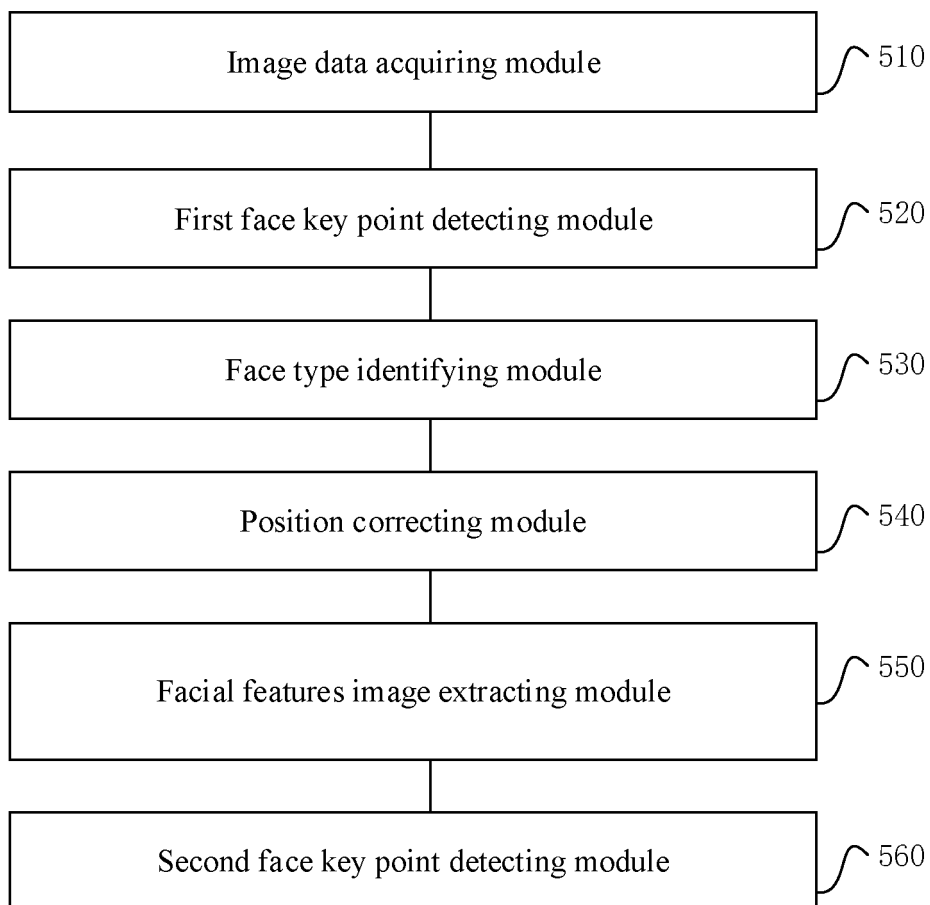 Image data acquiring module
510
First face key point detecting module
520
Face type identifying module
530
Position correcting module
540
Facial features image extracting module
550
Second face key point detecting module
560